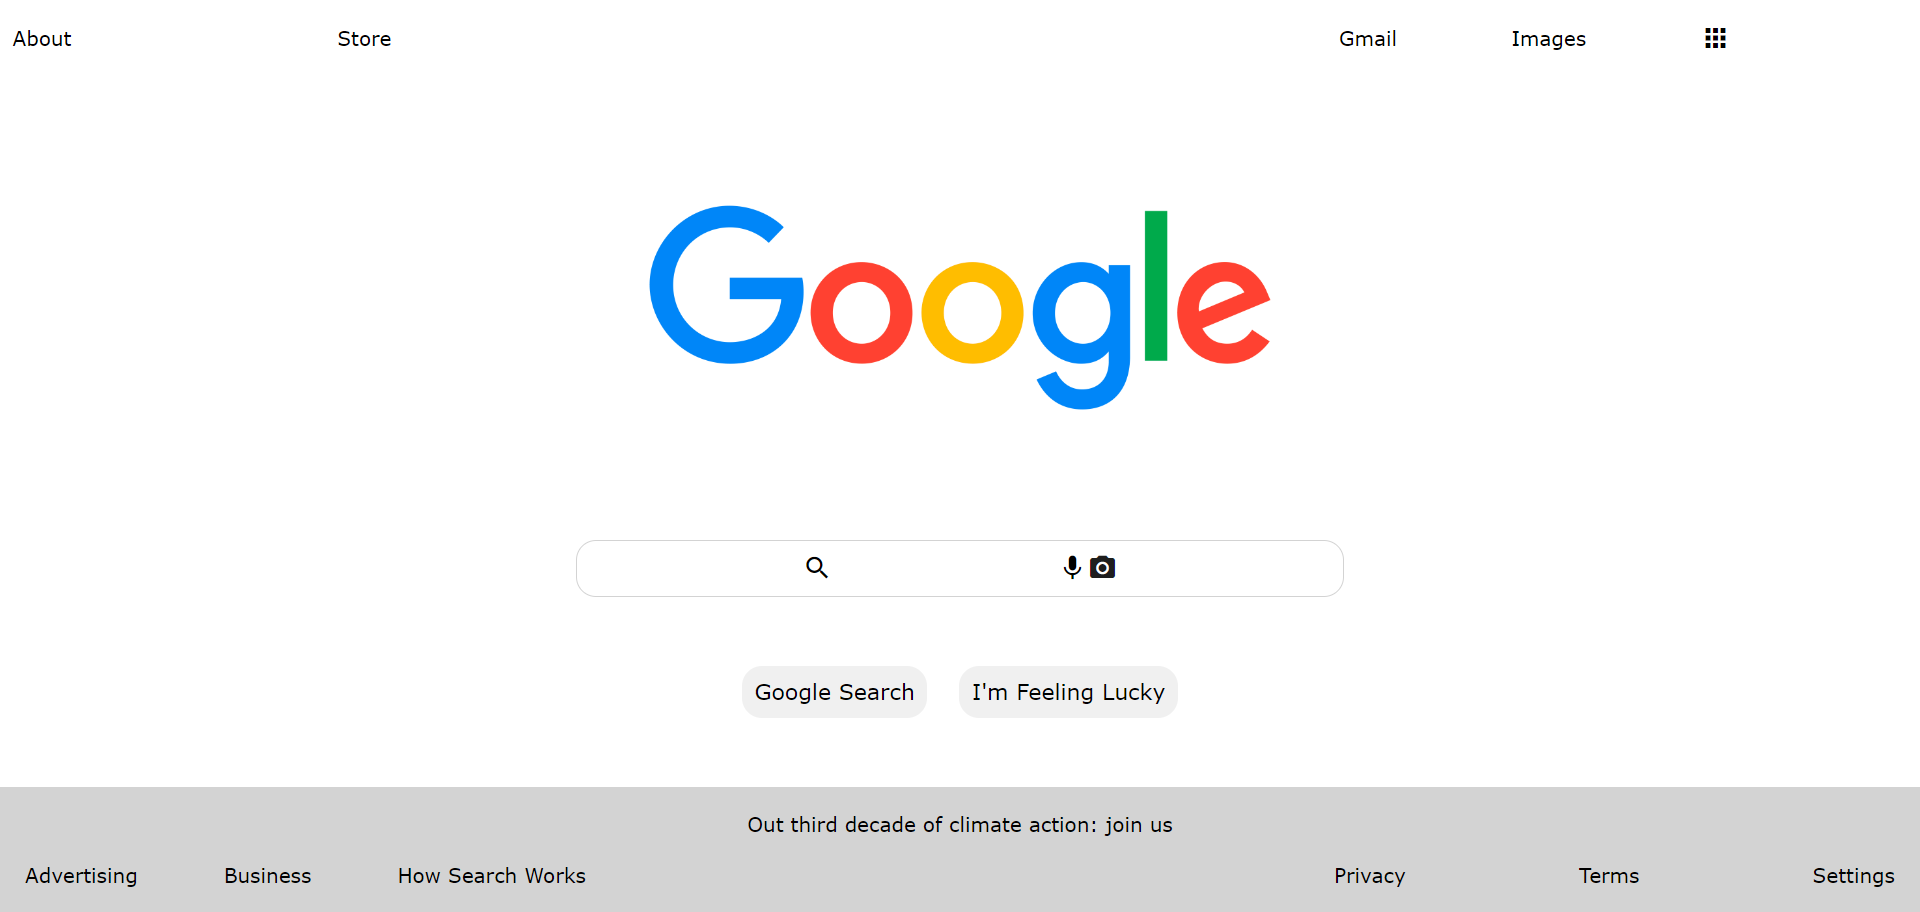 About Store Gmail Images
Google
Google Search I'm Feeling Lucky
Out third decade of climate action: join us
Advertising Business How Search Works Privacy Terms Settings